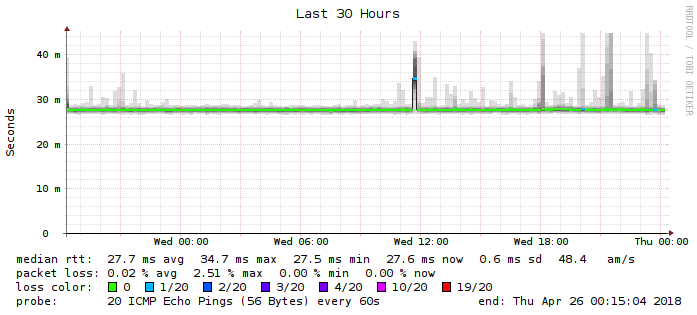 Last 30 Hours
RRDTOOL / TOBI OETIKER
Seconds
40 m
30 m
20 m
10 m
0
Wed 00:00 Wed 06:00 Wed 12:00 Wed 18:00 Thu 00:00
median rtt: 27.7 ms avg 34.7 ms max 27.5 ms min 27.6 ms now 0.6 ms sd 48.4 am/s
packet loss: 0.02 % avg 2.51 % max 0.00 % min 0.00 % now
loss color: 0 1/20 2/20 3/20 4/20 10/20 19/20
probe: 20 ICMP Echo Pings (56 Bytes) every 60s end: Thu Apr 26 00:15:04 2018